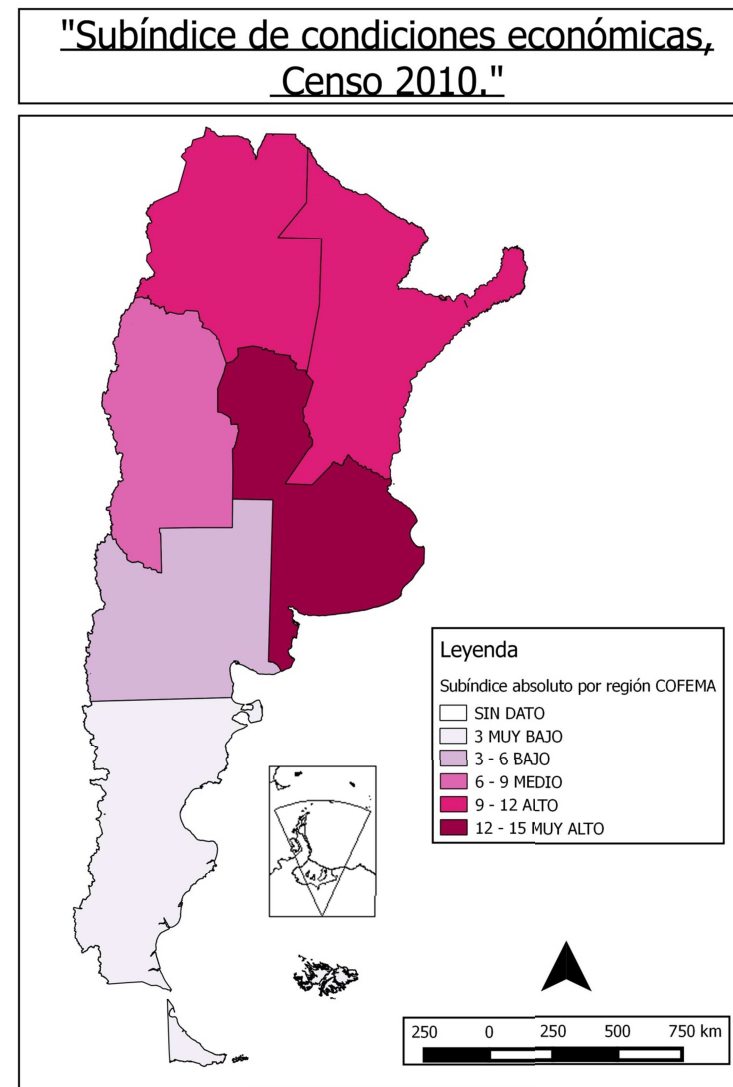 "Subíndice de condiciones económicas,
Censo 2010."
Leyenda
Subíndice absoluto por región COFEMA
SIN DATO
3 MUY BAJO
3 - 6 BAJO
6 - 9 MEDIO
9 - 12 ALTO
12 - 15 MUY ALTO
250 0 250 500 750 km